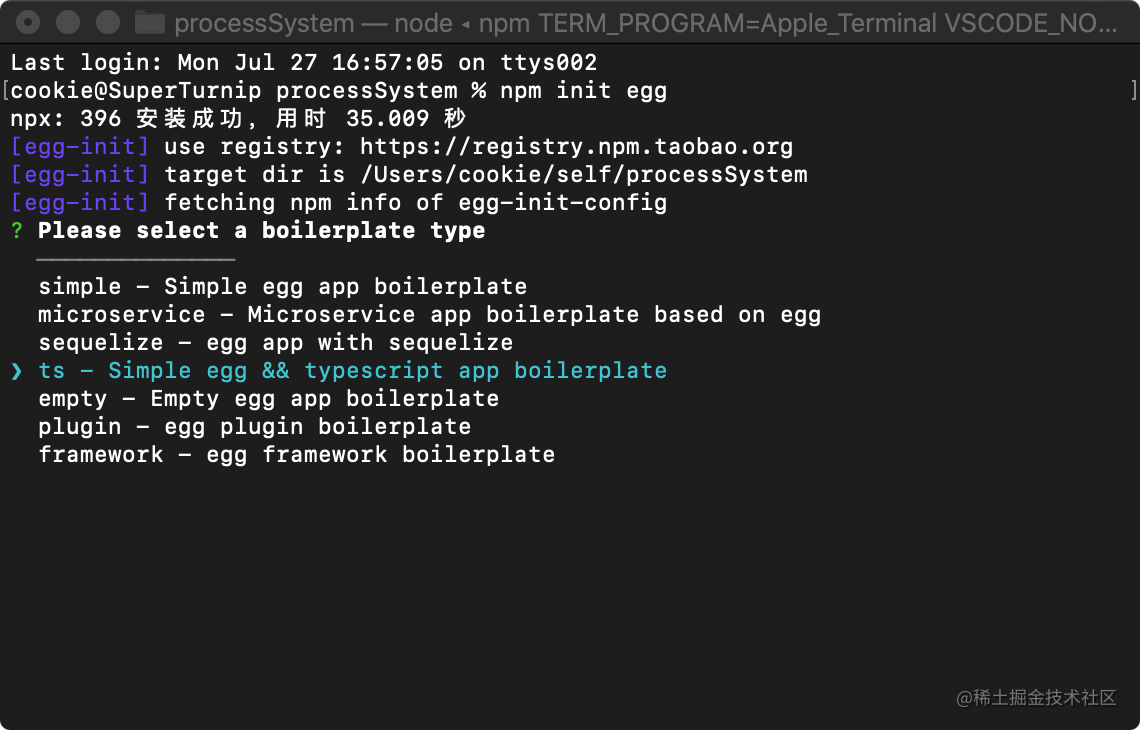 processSystem — node ◂ npm TERM_PROGRAM=Apple_Terminal VSCODE_NO...
Last login: Mon Jul 27 16:57:05 on ttys002
[cookie@SuperTurnip processSystem % npm init egg ]
npx: 396 安装成功，用时 35.009 秒
[egg-init] use registry: https://registry.npm.taobao.org
[egg-init] target dir is /Users/cookie/self/processSystem
[egg-init] fetching npm info of egg-init-config
? Please select a boilerplate type
──────────────
simple - Simple egg app boilerplate
microservice - Microservice app boilerplate based on egg
sequelize - egg app with sequelize
❯ ts - Simple egg && typescript app boilerplate
empty - Empty egg app boilerplate
plugin - egg plugin boilerplate
framework - egg framework boilerplate
@稀土掘金技术社区